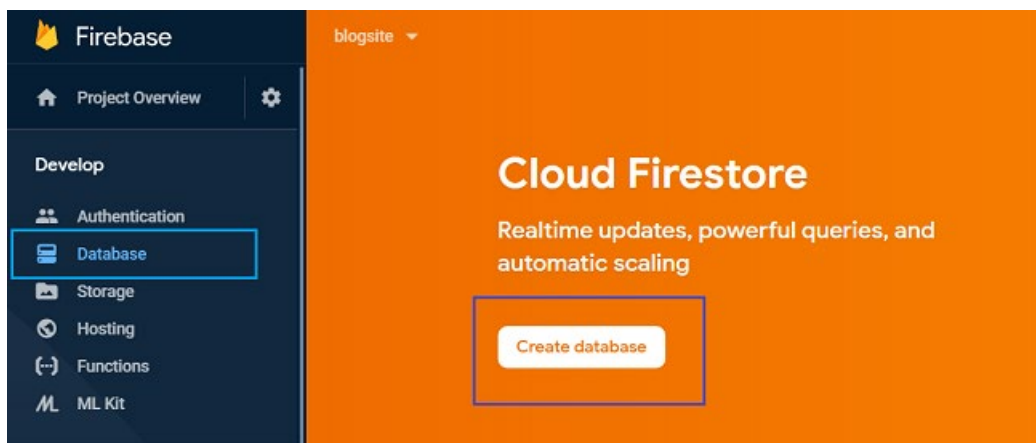 Firebase
blogsite
Project Overview
Develop
Cloud Firestore
Authentication
Realtime updates, powerful queries, and
automatic scaling
Database
Storage
Hosting
Create database
Functions
ML Kit